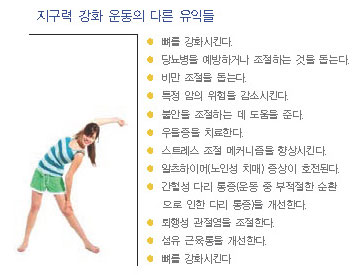 지구력 강화 운동의 다른 유익들
뼈를 강화시킨다.
당뇨병을 예방하거나 조절하는 것을 돕는다.
비만 조절을 돕는다.
특정 암의 위험을 감소시킨다.
불안을 조절하는 데 도움을 준다.
우울증을 치료한다.
스트레스 조절 메커니즘을 향상시킨다.
알츠하이메(노인성 치매) 증상이 호전된다.
간헐성 다리 통증(운동 중 부적절한 순환
으로 인한 다리 통증)을 개선한다.
퇴행성 관절염을 조절한다.
섬유 근육통을 개선한다.
뼈를 강화시킨다